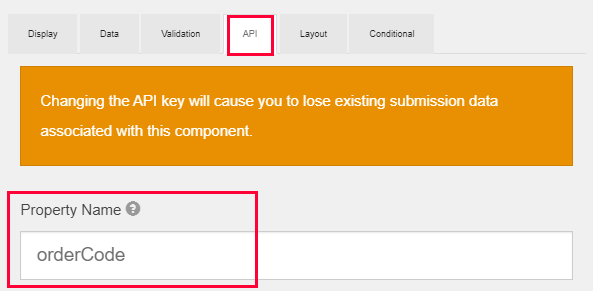 Display Data Validation API Layout Conditional
Changing the API key will cause you to lose existing submission data
associated with this component.
Property Name ?
orderCode